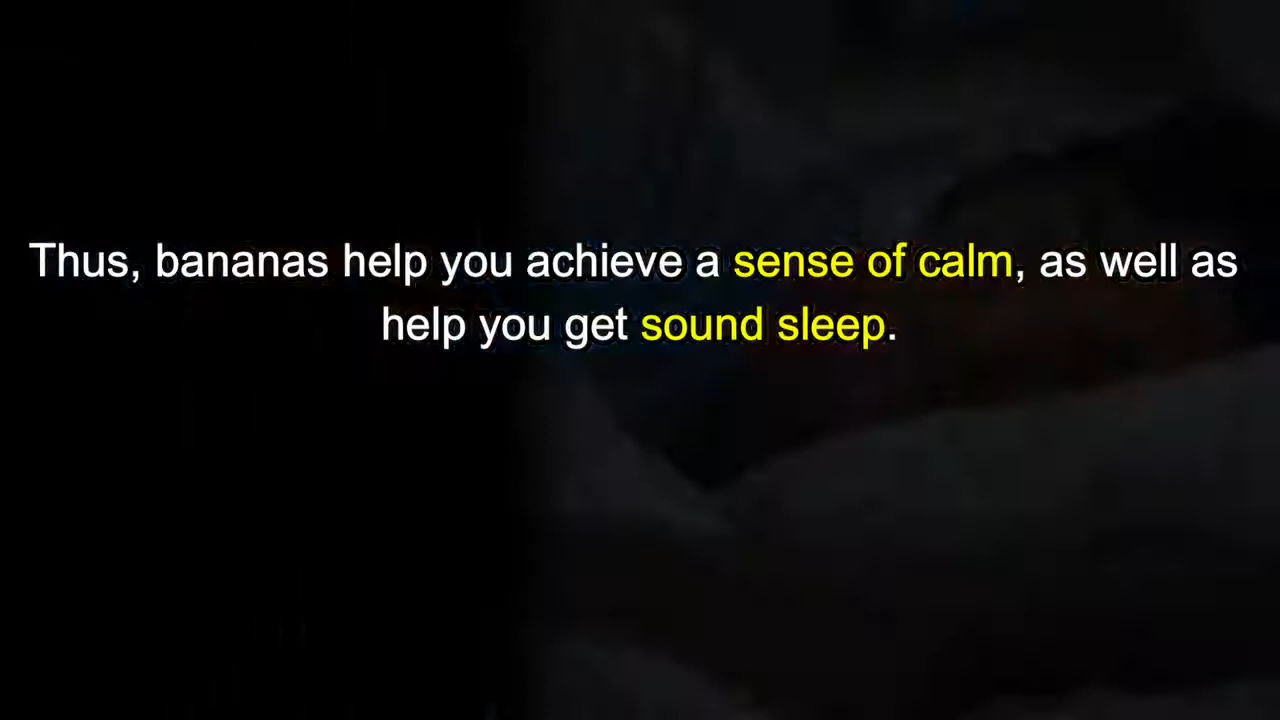 Thus, bananas help you achieve a sense of calm, as well as
help you get sound sleep.